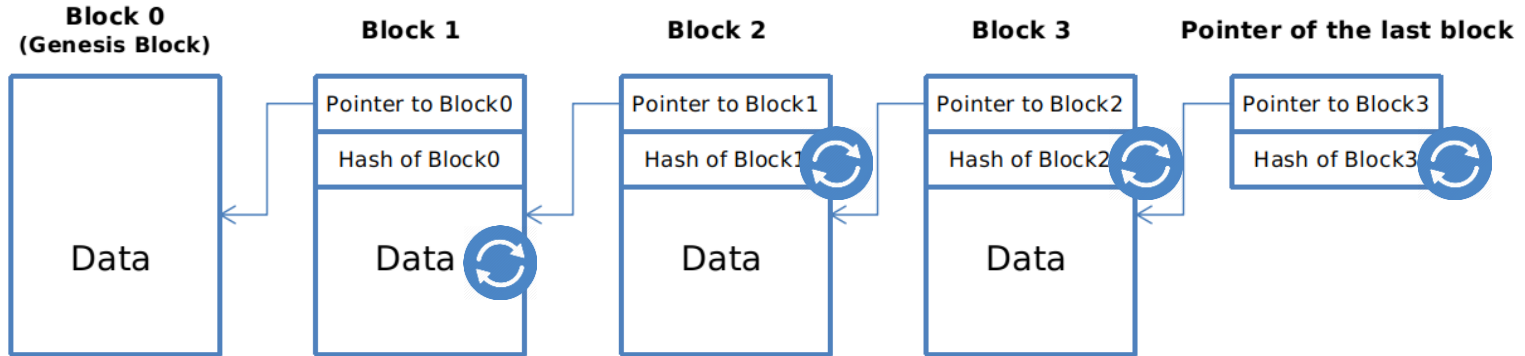 Block 0
(Genesis Block)
Data
Block 1
Pointer to Block0
Hash of Block0
Data
Block 2
Pointer to Block1
Hash of Block1
Data
Block 3
Pointer to Block2
Hash of Block2
Data
Pointer of the last block
Pointer to Block3
Hash of Block3